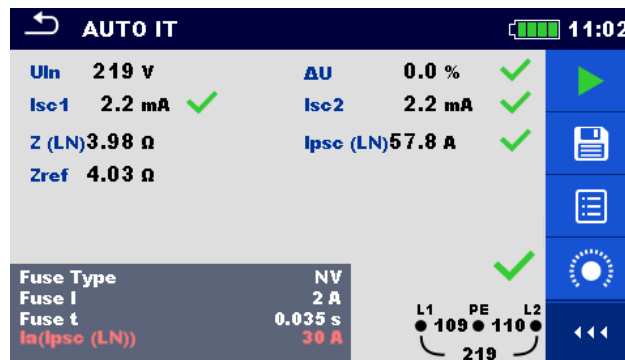 AUTO IT 11:02
Uln 219 V ΔU 0.0 %
Isc1 2.2 mA Isc2 2.2 mA
Z (LN) 3.98 Ω Ipsc (LN) 57.8 A
Zref 4.03 Ω
Fuse Type NV
Fuse I 2 A
Fuse t 0.035 s
Ia(Ipsc (LN)) 30 A
L1 PE L2
109 110
219